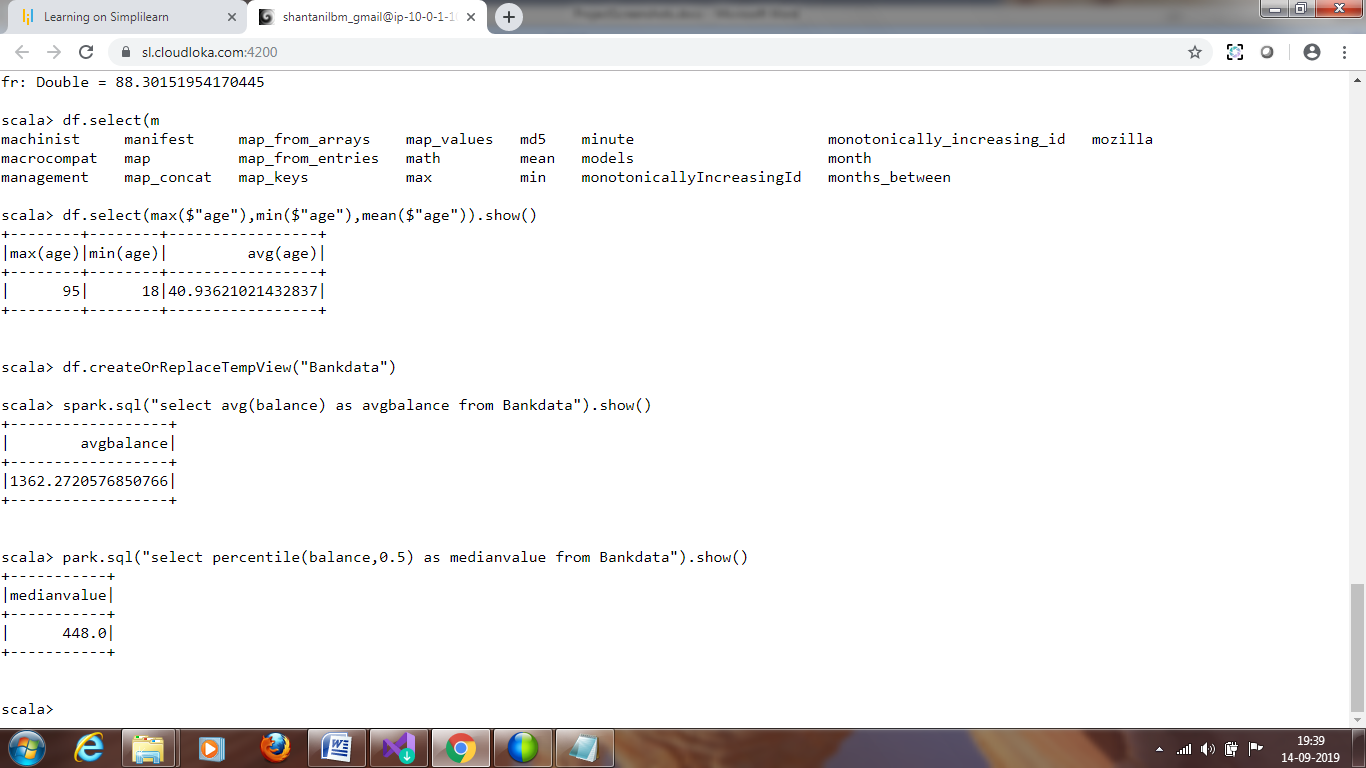 Learning on Simplilearn
shantanilbm_gmail@ip-10-0-1-1
sl.cloudloka.com:4200
fr: Double = 88.30151954170445
scala> df.select(m
machinist manifest map_from_arrays map_values md5 minute monotonically_increasing_id mozilla
macrocompat map map_from_entries math mean models month
management map_concat map_keys max min monotonicallyIncreasingId months_between
scala> df.select(max($"age"),min($"age"),mean($"age")).show()
+--------+--------+-----------------+
|max(age)|min(age)|         avg(age)|
+--------+--------+-----------------+
|      95|      18|40.93621021432837|
+--------+--------+-----------------+
scala> df.createOrReplaceTempView("Bankdata")
scala> spark.sql("select avg(balance) as avgbalance from Bankdata").show()
+------------------+
|        avgbalance|
+------------------+
|1362.2720576850766|
+------------------+
scala> park.sql("select percentile(balance,0.5) as medianvalue from Bankdata").show()
+-----------+
|medianvalue|
+-----------+
|      448.0|
+-----------+
scala>
19:39
14-09-2019